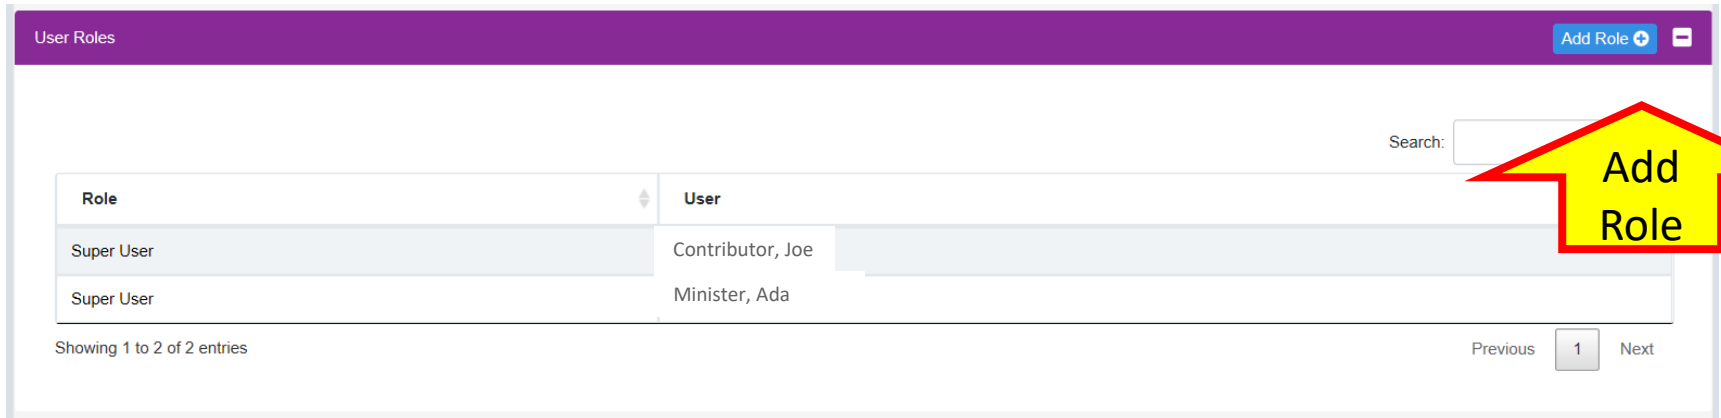 User Roles
Add Role
Search:
Add
Role
Role
User
Super User
Contributor, Joe
Super User
Minister, Ada
Showing 1 to 2 of 2 entries
Previous
1
Next